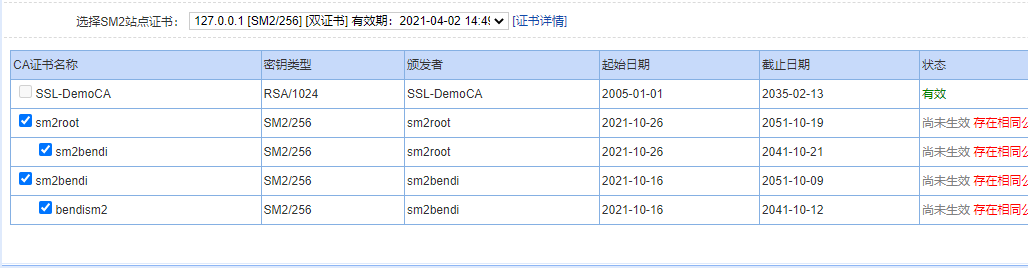 选择SM2站点证书： 127.0.0.1 [SM2/256] [双证书] 有效期：2021-04-02 14:49 [证书详情]
CA证书名称 密钥类型 颁发者 起始日期 截止日期 状态
SSL-DemoCA RSA/1024 SSL-DemoCA 2005-01-01 2035-02-13 有效
sm2root SM2/256 sm2root 2021-10-26 2051-10-19 尚未生效 存在相同公
sm2bendi SM2/256 sm2root 2021-10-26 2041-10-21 尚未生效 存在相同公
sm2bendi SM2/256 sm2bendi 2021-10-16 2051-10-09 尚未生效 存在相同公
bendism2 SM2/256 sm2bendi 2021-10-16 2041-10-12 尚未生效 存在相同公